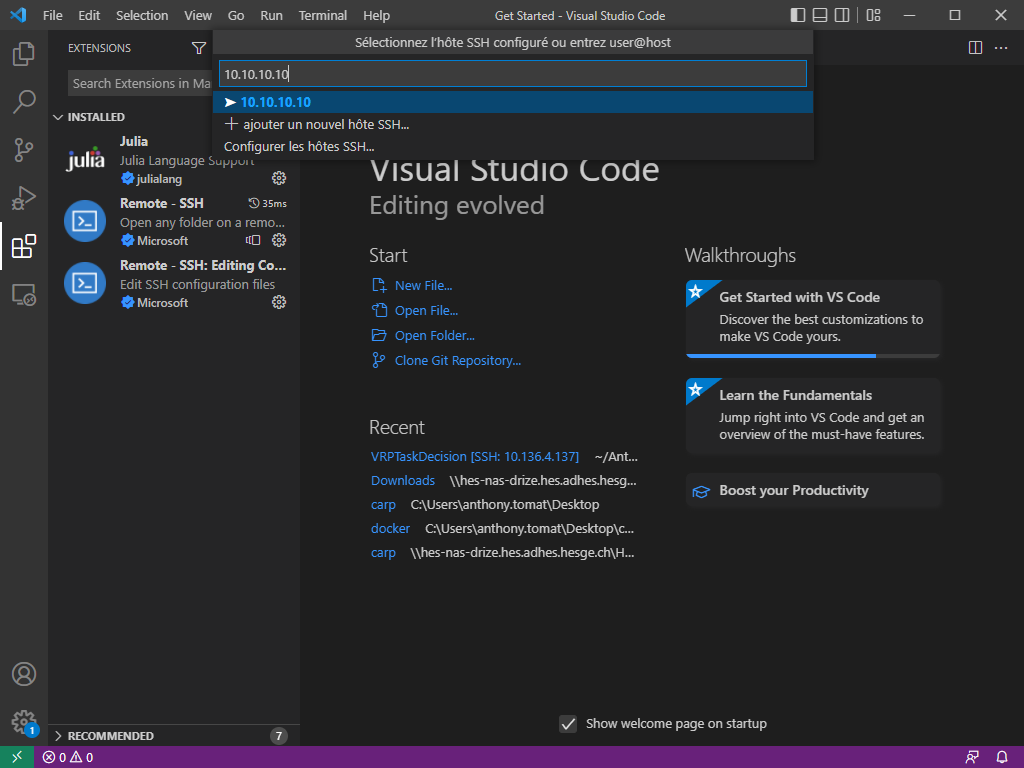 File Edit Selection View Go Run Terminal Help Get Started - Visual Studio Code
EXTENSIONS
Sélectionnez l'hôte SSH configuré ou entrez user@host
Search Extensions in Ma
10.10.10.10
10.10.10.10
ajouter un nouvel hôte SSH...
Configurer les hôtes SSH...
INSTALLED
Julia
Julia Language Support
julialang
julia
Remote - SSH 35ms
Open any folder on a remo...
Microsoft
Remote - SSH: Editing Co...
Edit SSH configuration files
Microsoft
Visual Studio Code
Editing evolved
Start
New File...
Open File...
Open Folder...
Clone Git Repository...
Recent
VRPTaskDecision [SSH: 10.136.4.137] ~/Ant...
Downloads \\hes-nas-drize.hes.adhes.hesg...
carp C:\Users\anthony.tomat\Desktop
docker C:\Users\anthony.tomat\Desktop\c...
carp \\hes-nas-drize.hes.adhes.hesge.ch\H...
Walkthroughs
Get Started with VS Code
Discover the best customizations to
make VS Code yours.
Learn the Fundamentals
Jump right into VS Code and get an
overview of the must-have features.
Boost your Productivity
Show welcome page on startup
RECOMMENDED 7
1
0 0